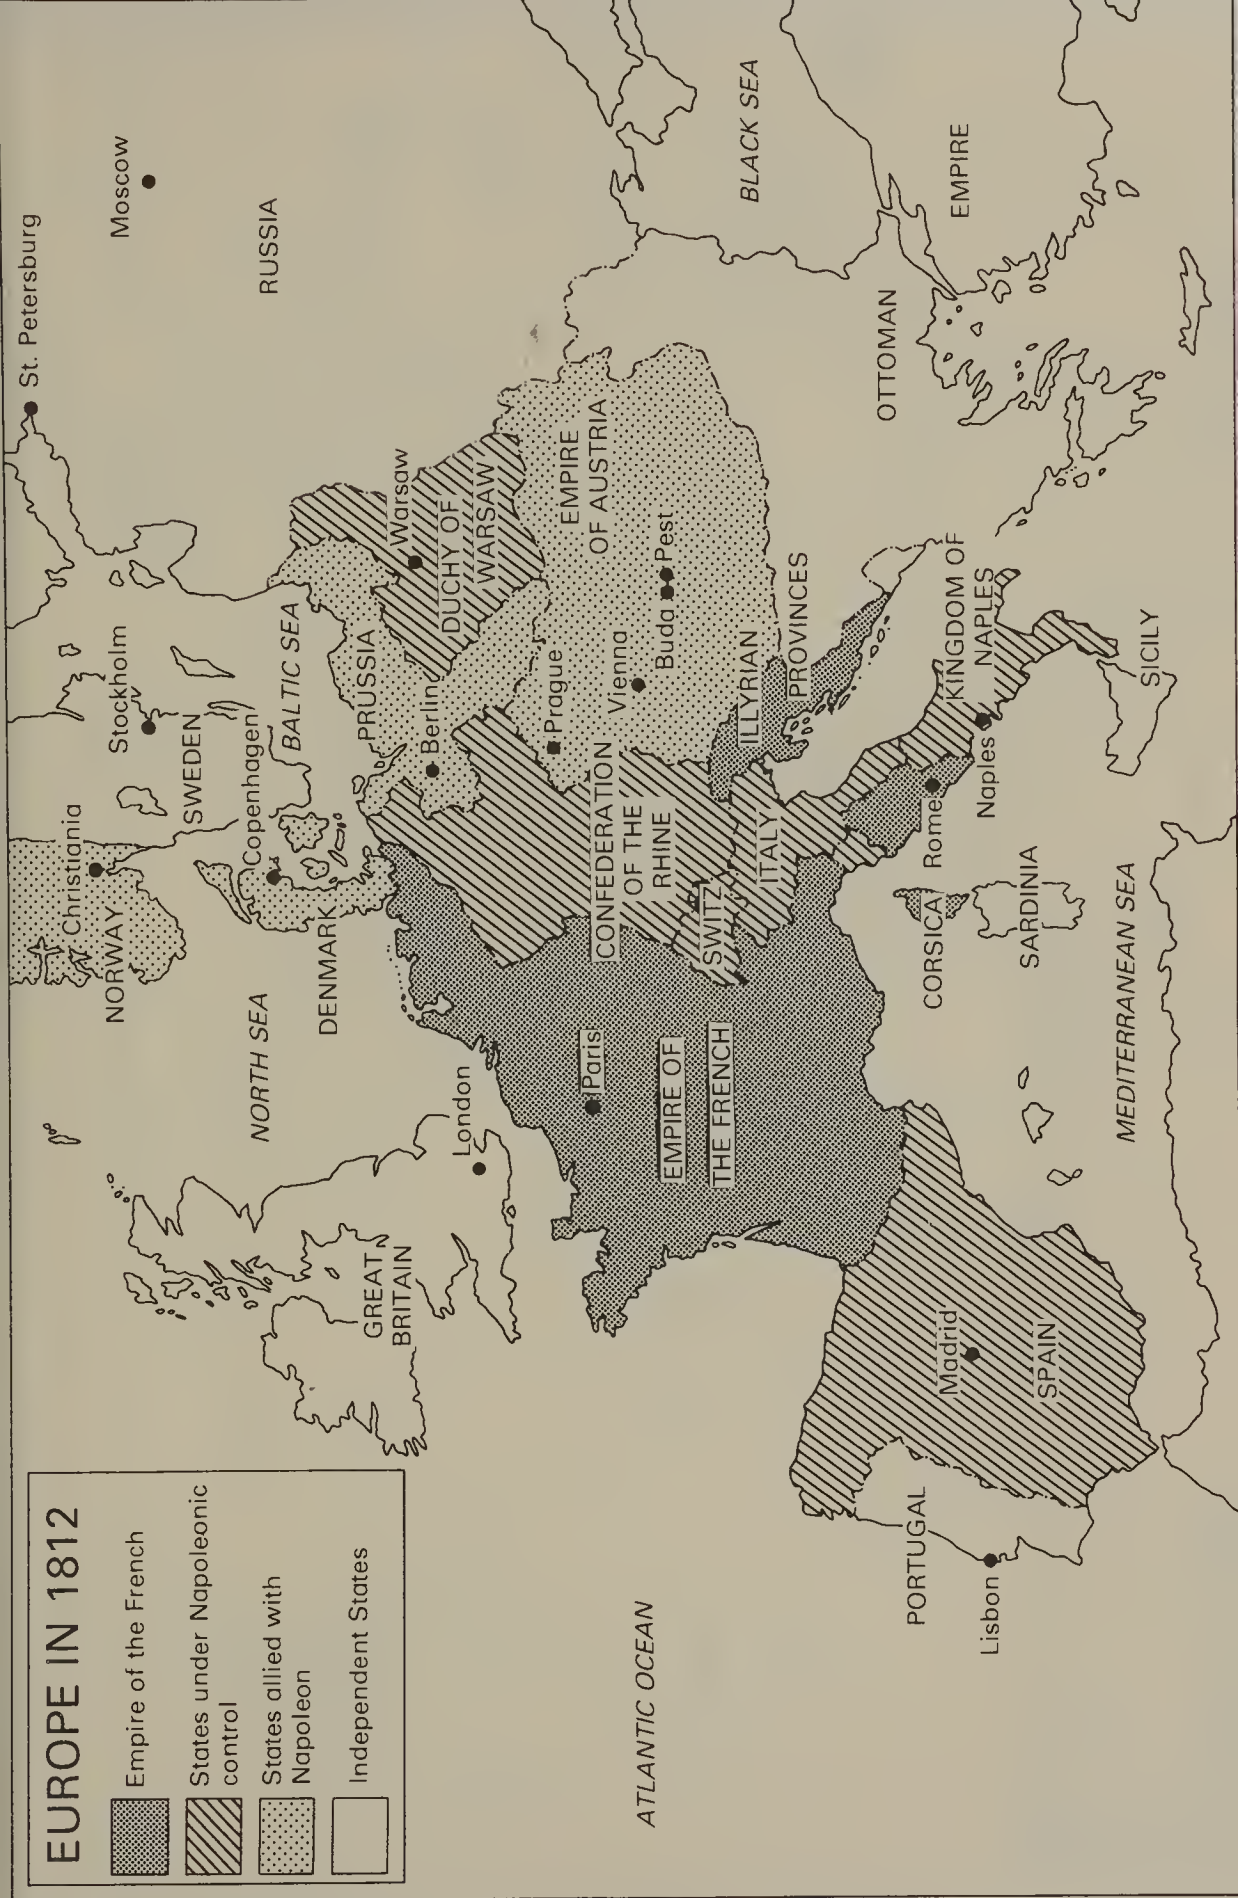 EUROPE IN 1812
Empire of the French
States under Napoleonic
control
States allied with
Napoleon
Independent States
St. Petersburg
Moscow
RUSSIA
Christiania
NORWAY
Stockholm
SWEDEN
Copenhagen
DENMARK
BALTIC SEA
NORTH SEA
GREAT
BRITAIN
London
PRUSSIA
Berlin
Warsaw
DUCHY OF
WARSAW
Prague
EMPIRE
OF AUSTRIA
Vienna
Buda
Pest
CONFEDERATION
OF THE
RHINE
Paris
EMPIRE OF
THE FRENCH
SWITZ.
ITALY
ILLYRIAN
PROVINCES
BLACK SEA
OTTOMAN
EMPIRE
ATLANTIC OCEAN
KINGDOM OF
NAPLES
Rome
Naples
CORSICA
SARDINIA
SICILY
MEDITERRANEAN SEA
Madrid
SPAIN
PORTUGAL
Lisbon